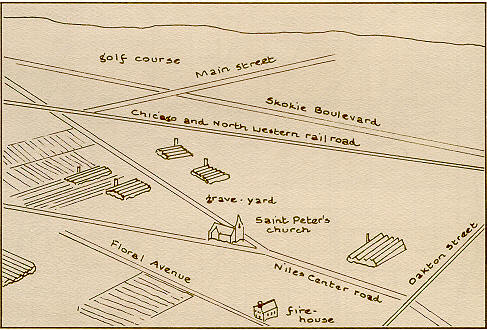 golf course
Main Street
Skokie Boulevard
Chicago and North Western railroad
grave-yard
Saint Peter's
church
Floral Avenue
Niles Center road
Oakton Street
fire-
house